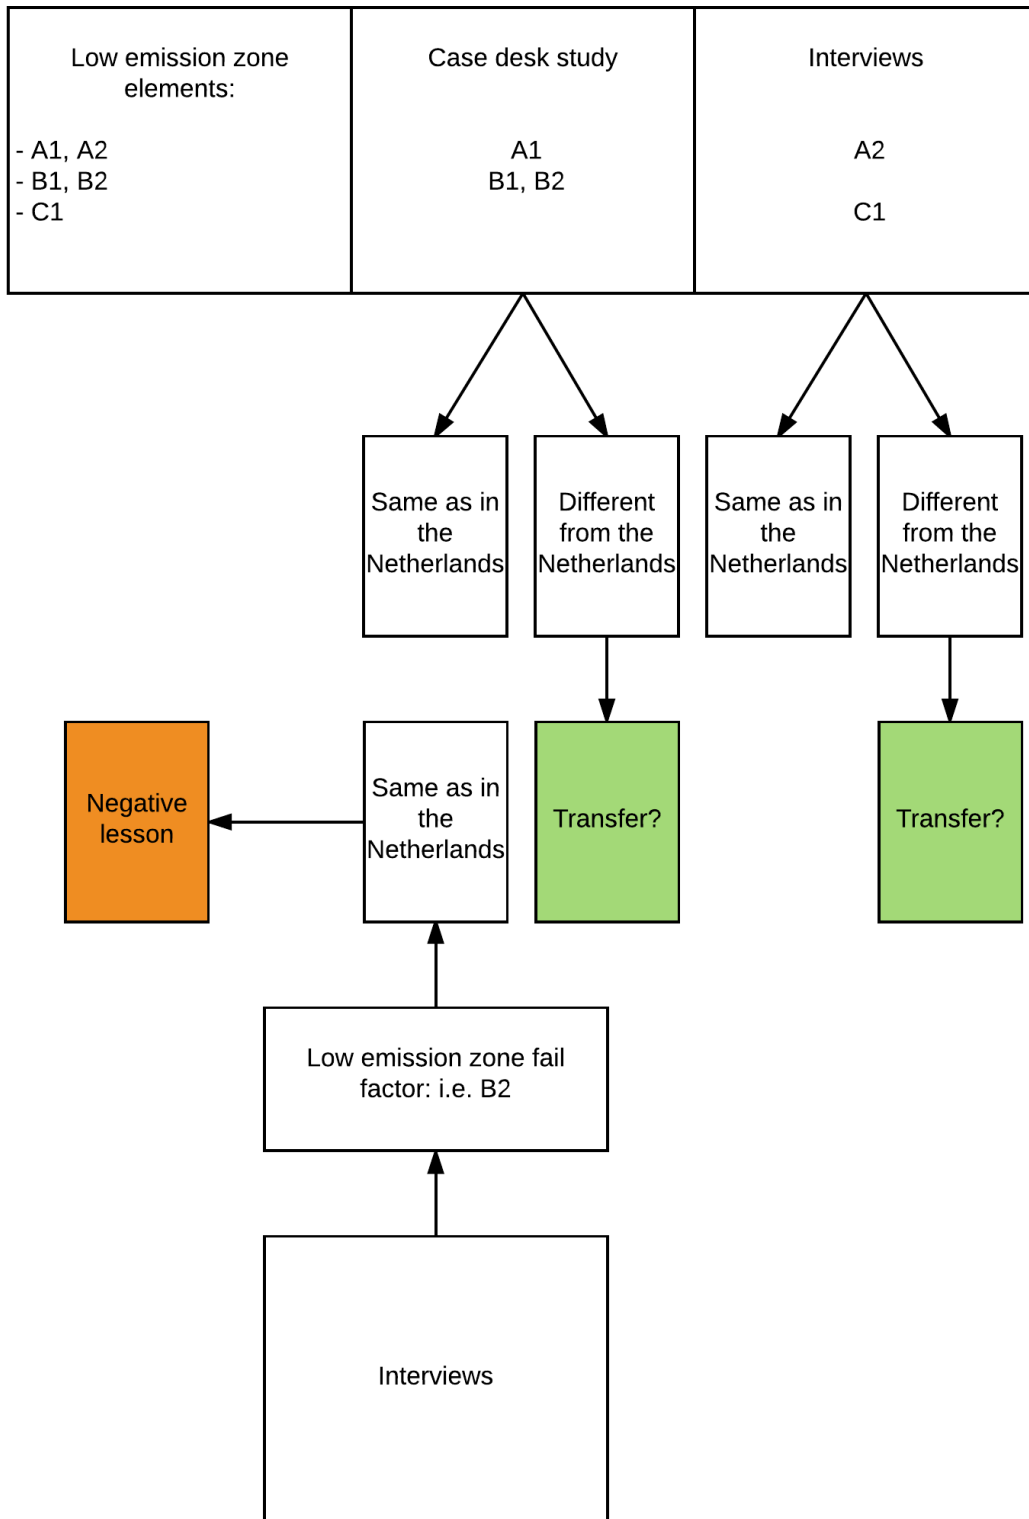 Low emission zone
elements:
- A1, A2
- B1, B2
- C1
Case desk study
A1
B1, B2
Interviews
A2
C1
Same as in
the
Netherlands
Different
from the
Netherlands
Same as in
the
Netherlands
Different
from the
Netherlands
Negative
lesson
Same as in
the
Netherlands
Transfer?
Transfer?
Low emission zone fail
factor: i.e. B2
Interviews